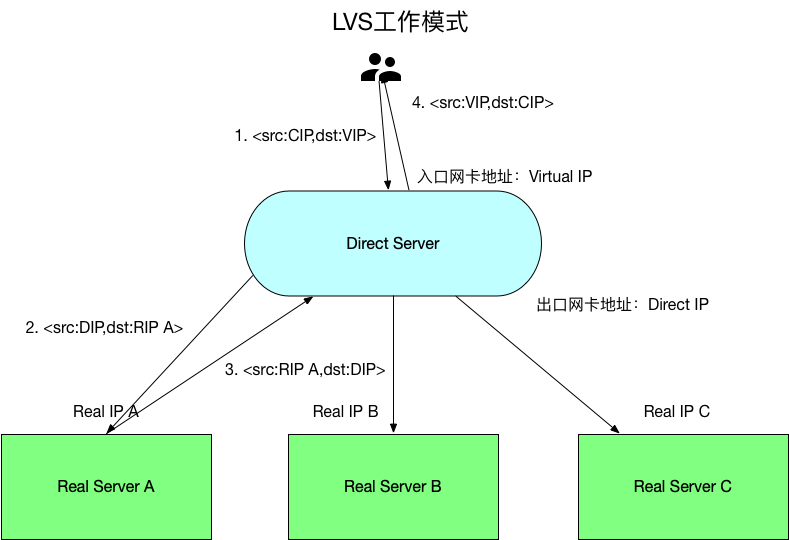 LVS工作模式
4. <src:VIP,dst:CIP>
1. <src:CIP,dst:VIP>
入口网卡地址：Virtual IP
Direct Server
出口网卡地址：Direct IP
2. <src:DIP,dst:RIP A>
3. <src:RIP A,dst:DIP>
Real IP A
Real IP B
Real IP C
Real Server A
Real Server B
Real Server C